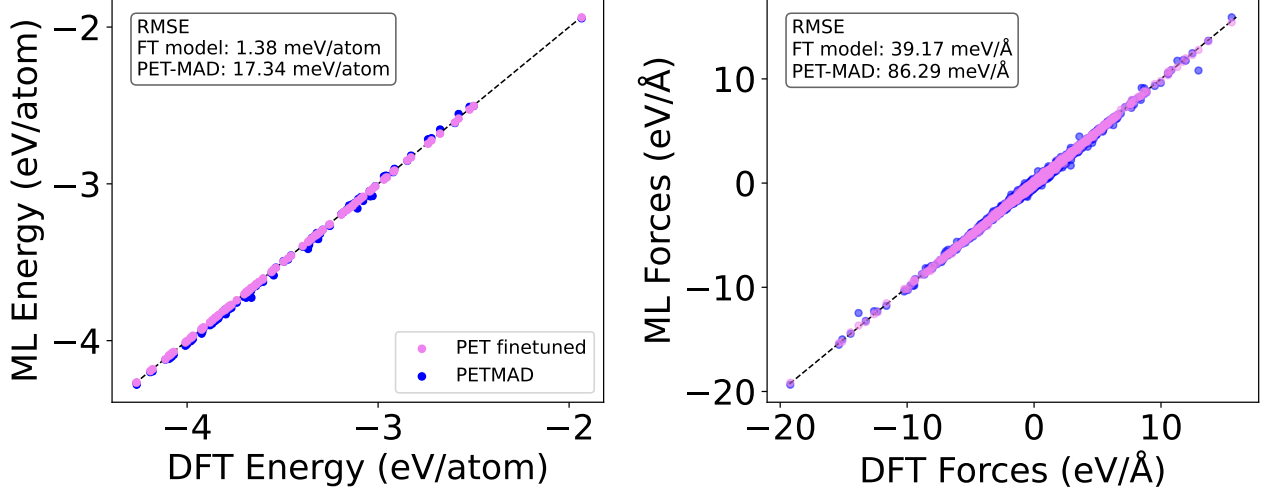 RMSE
FT model: 1.38 meV/atom
PET-MAD: 17.34 meV/atom
−2
−3
−4
ML Energy (eV/atom)
PET finetuned
PETMAD
−4
−3
−2
DFT Energy (eV/atom)
RMSE
FT model: 39.17 meV/Å
PET-MAD: 86.29 meV/Å
10
0
−10
−20
ML Forces (eV/Å)
−20
−10
0
10
DFT Forces (eV/Å)